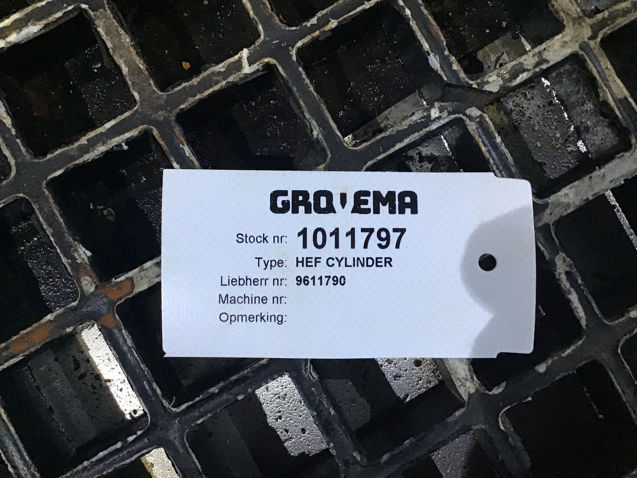 GROVEMA
Stock nr: 1011797
Type: HEF CYLINDER
Liebherr nr: 9611790
Machine nr:
Opmerking: